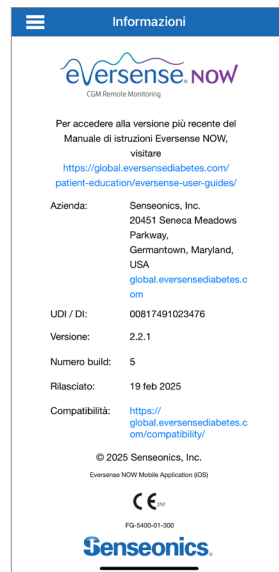 Informazioni
eversense. NOW
CGM Remote Monitoring
Per accedere alla versione più recente del
Manuale di istruzioni Eversense NOW,
visitare
https://global.eversensediabetes.com/
patient-education/eversense-user-guides/
Azienda: Senseonics, Inc.
20451 Seneca Meadows
Parkway,
Germantown, Maryland,
USA
global.eversensediabetes.c
om
UDI / DI: 00817491023476
Versione: 2.2.1
Numero build: 5
Rilasciato: 19 feb 2025
Compatibilità: https://
global.eversensediabetes.c
om/compatibility/
© 2025 Senseonics, Inc.
Eversense NOW Mobile Application (iOS)
CE 2797
FG-5400-01-300
Senseonics.